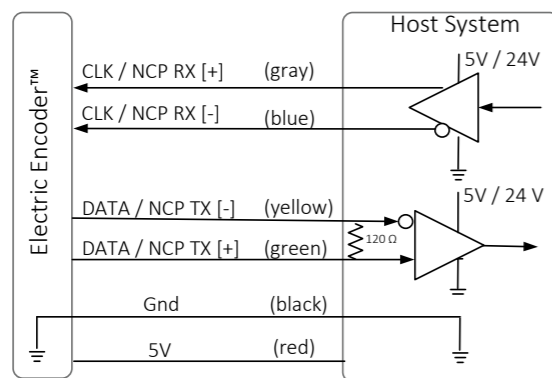 Host System
5V / 24V
CLK / NCP RX [+] (gray)
CLK / NCP RX [-] (blue)
Electric Encoder™
5V / 24 V
DATA / NCP TX [-] (yellow)
120 Ω
DATA / NCP TX [+] (green)
Gnd (black)
5V (red)